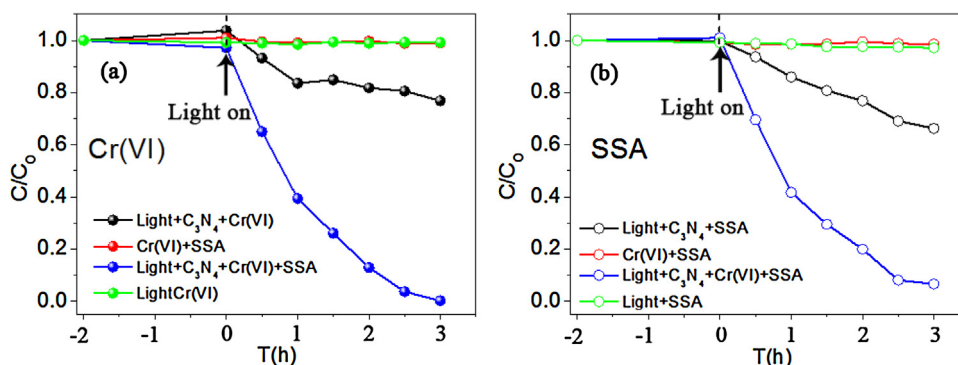 (a)
Light on
Cr(VI)
C/C₀
1.0
0.8
0.6
0.4
0.2
0.0
Light+C₃N₄+Cr(VI)
Cr(VI)+SSA
Light+C₃N₄+Cr(VI)+SSA
LightCr(VI)
-2 -1 0 1 2 3
T(h)
(b)
Light on
SSA
C/C₀
1.0
0.8
0.6
0.4
0.2
0.0
Light+C₃N₄+SSA
Cr(VI)+SSA
Light+C₃N₄+Cr(VI)+SSA
Light+SSA
-2 -1 0 1 2 3
T(h)